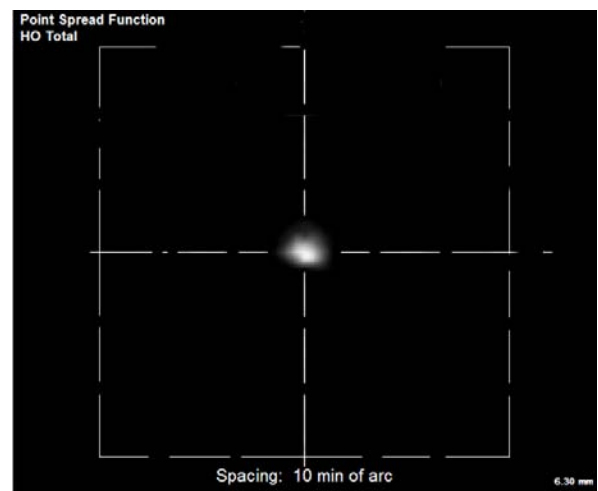 Point Spread Function
HO Total
Spacing: 10 min of arc
6.30 mm